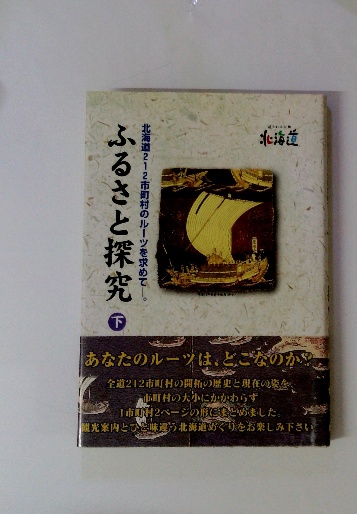 北海道
北海道212市町村のルーツを求めて―。
ふるさと探究
下
あなたのルーツは、どこなのか?
全道212市町村の開拓の歴史と現在の姿を
市町村の大小にかかわらず
1市町村2ページの形にまとめました。
観光案内とひと味違う北海道めぐりをお楽しみ下さい